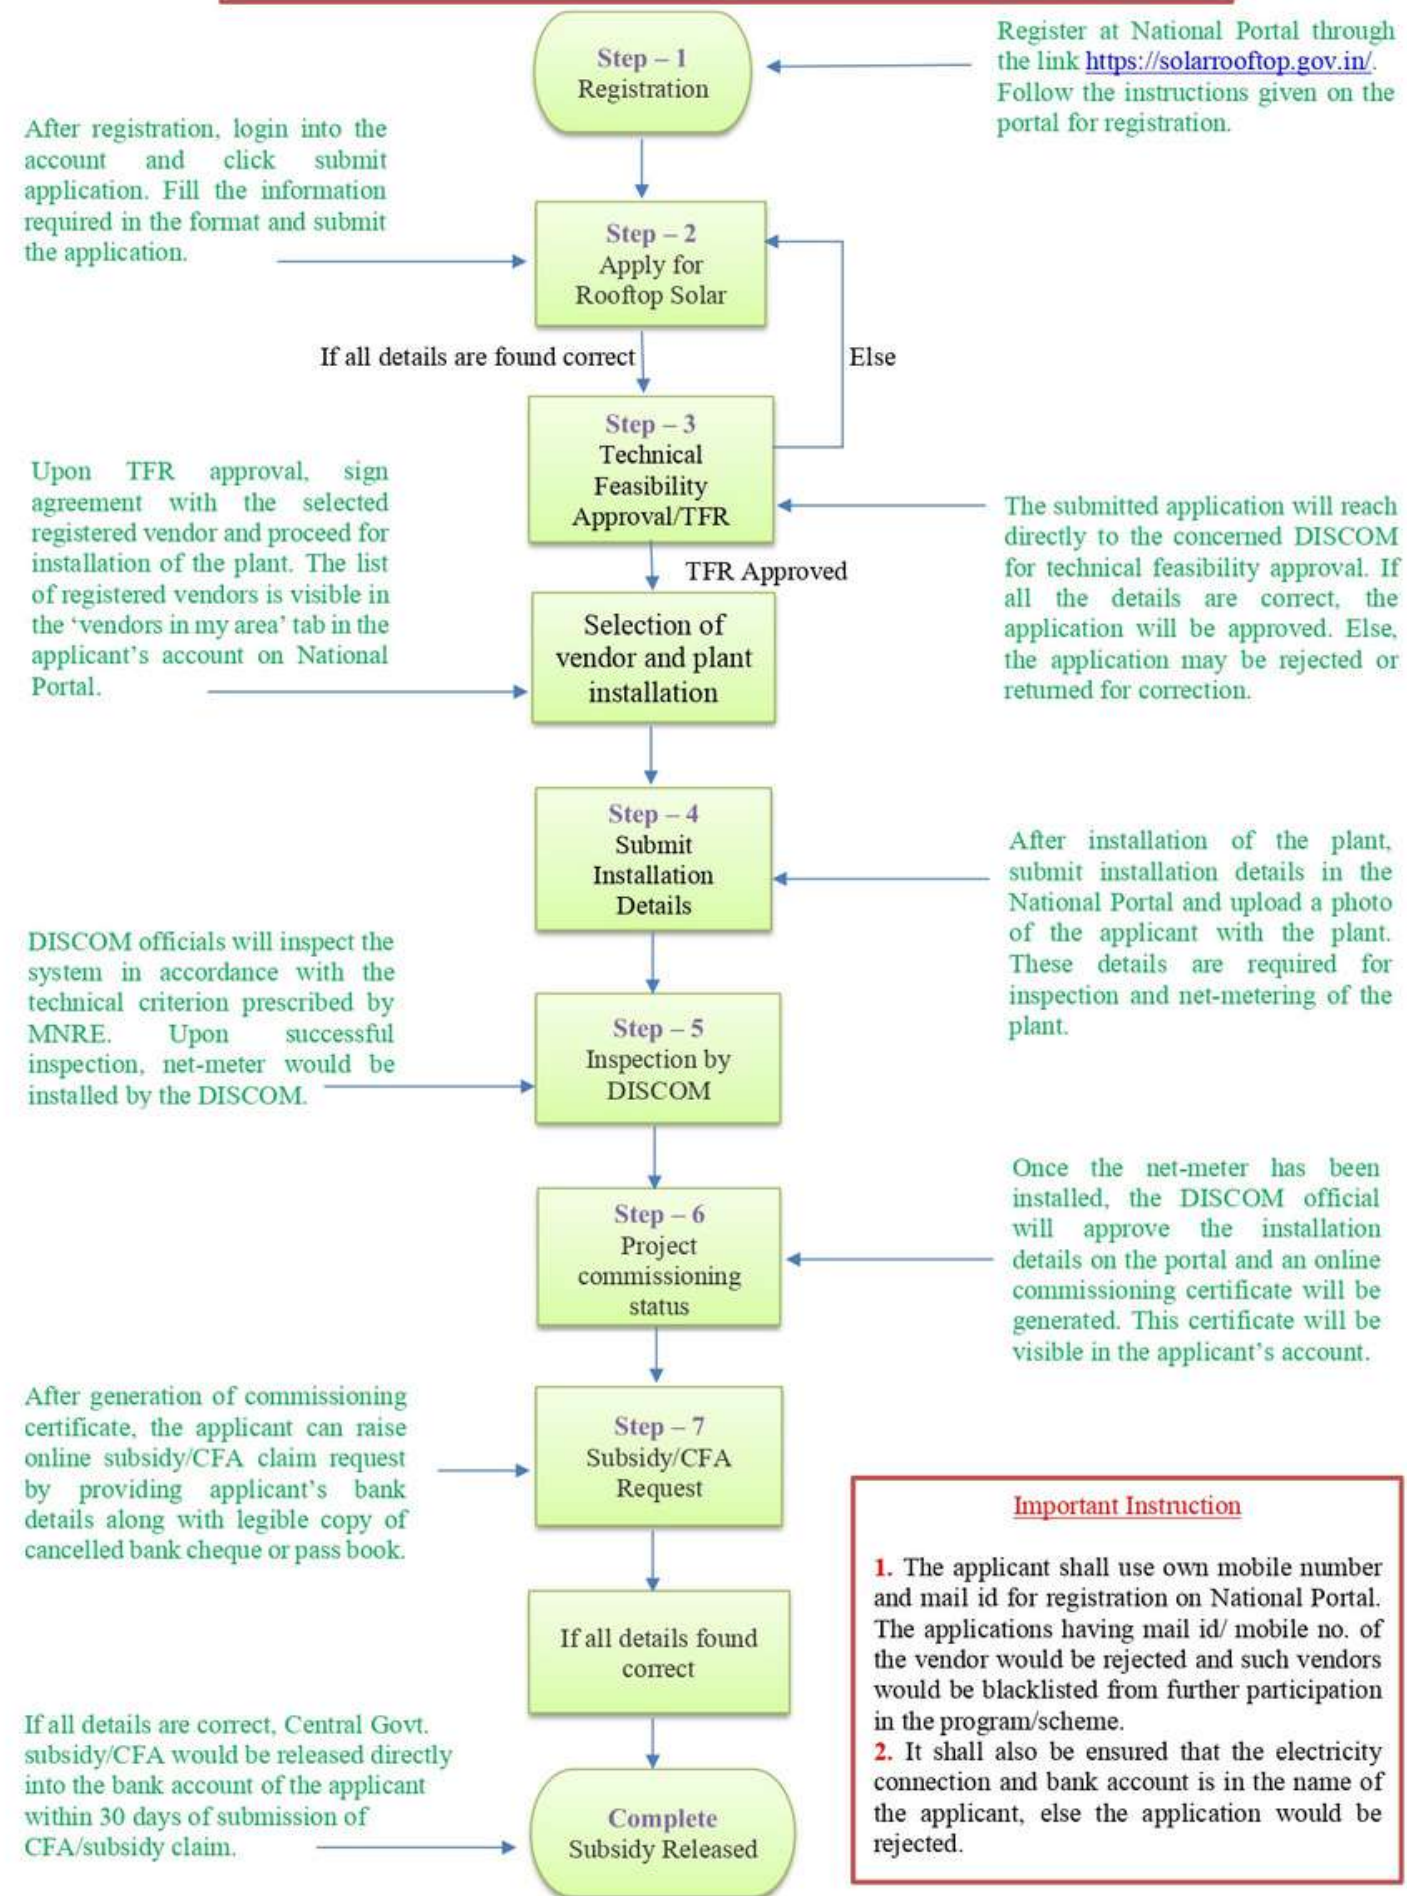 Step – 1
Registration
Register at National Portal through
the link https://solarrooftop.gov.in/.
Follow the instructions given on the
portal for registration.
After registration, login into the
account and click submit
application. Fill the information
required in the format and submit
the application.
Step – 2
Apply for
Rooftop Solar
If all details are found correct
Else
Step – 3
Technical
Feasibility
Approval/TFR
The submitted application will reach
directly to the concerned DISCOM
for technical feasibility approval. If
all the details are correct, the
application will be approved. Else,
the application may be rejected or
returned for correction.
TFR Approved
Upon TFR approval, sign
agreement with the selected
registered vendor and proceed for
installation of the plant. The list
of registered vendors is visible in
the ‘vendors in my area’ tab in the
applicant’s account on National
Portal.
Selection of
vendor and plant
installation
Step – 4
Submit
Installation
Details
After installation of the plant,
submit installation details in the
National Portal and upload a photo
of the applicant with the plant.
These details are required for
inspection and net-metering of the
plant.
DISCOM officials will inspect the
system in accordance with the
technical criterion prescribed by
MNRE. Upon successful
inspection, net-meter would be
installed by the DISCOM.
Step – 5
Inspection by
DISCOM
Step – 6
Project
commissioning
status
Once the net-meter has been
installed, the DISCOM official
will approve the installation
details on the portal and an online
commissioning certificate will be
generated. This certificate will be
visible in the applicant’s account.
After generation of commissioning
certificate, the applicant can raise
online subsidy/CFA claim request
by providing applicant’s bank
details along with legible copy of
cancelled bank cheque or pass book.
Step – 7
Subsidy/CFA
Request
If all details found
correct
If all details are correct, Central Govt.
subsidy/CFA would be released directly
into the bank account of the applicant
within 30 days of submission of
CFA/subsidy claim.
Complete
Subsidy Released
Important Instruction
1. The applicant shall use own mobile number
and mail id for registration on National Portal.
The applications having mail id/ mobile no. of
the vendor would be rejected and such vendors
would be blacklisted from further participation
in the program/scheme.
2. It shall also be ensured that the electricity
connection and bank account is in the name of
the applicant, else the application would be
rejected.